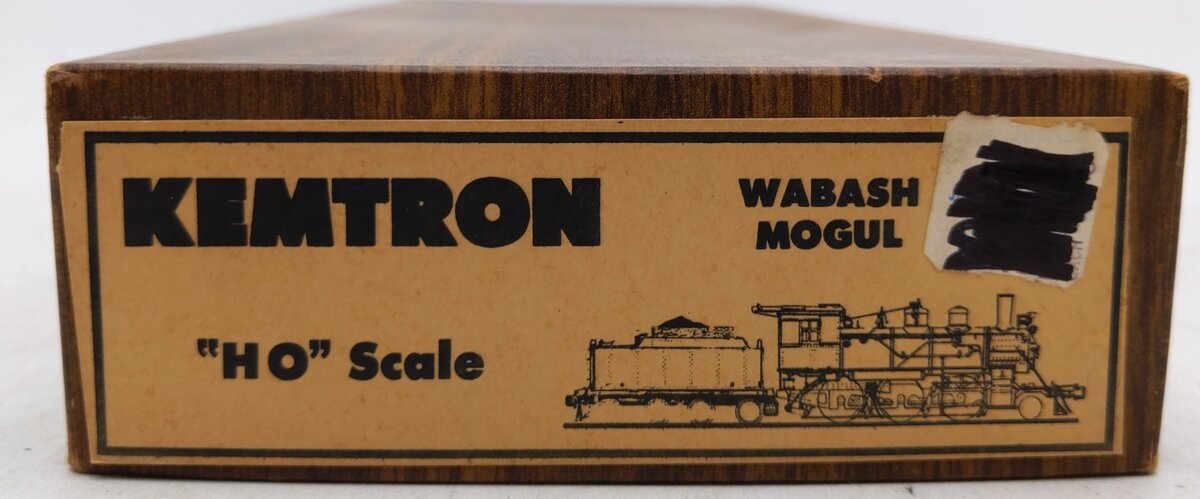 KEMTRON
WABASH
MOGUL
"HO" Scale